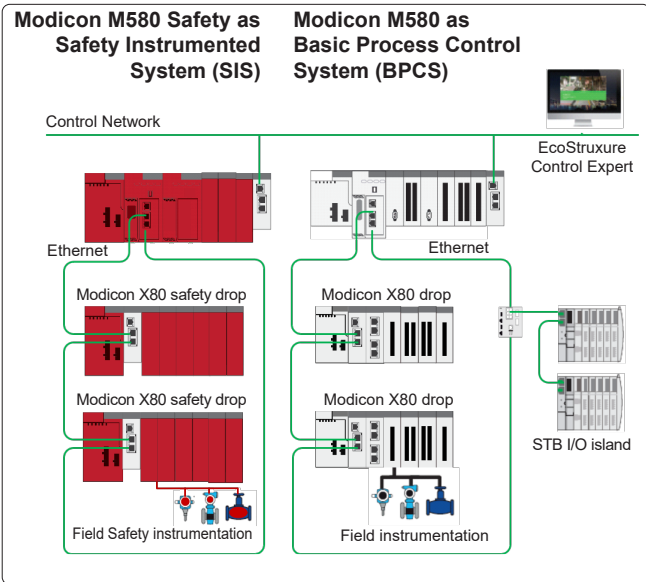 Modicon M580 Safety as
Safety Instrumented
System (SIS)
Modicon M580 as
Basic Process Control
System (BPCS)
Control Network
EcoStruxure
Control Expert
Ethernet
Ethernet
Modicon X80 safety drop
Modicon X80 drop
Modicon X80 safety drop
Modicon X80 drop
STB I/O island
Field Safety instrumentation
Field instrumentation